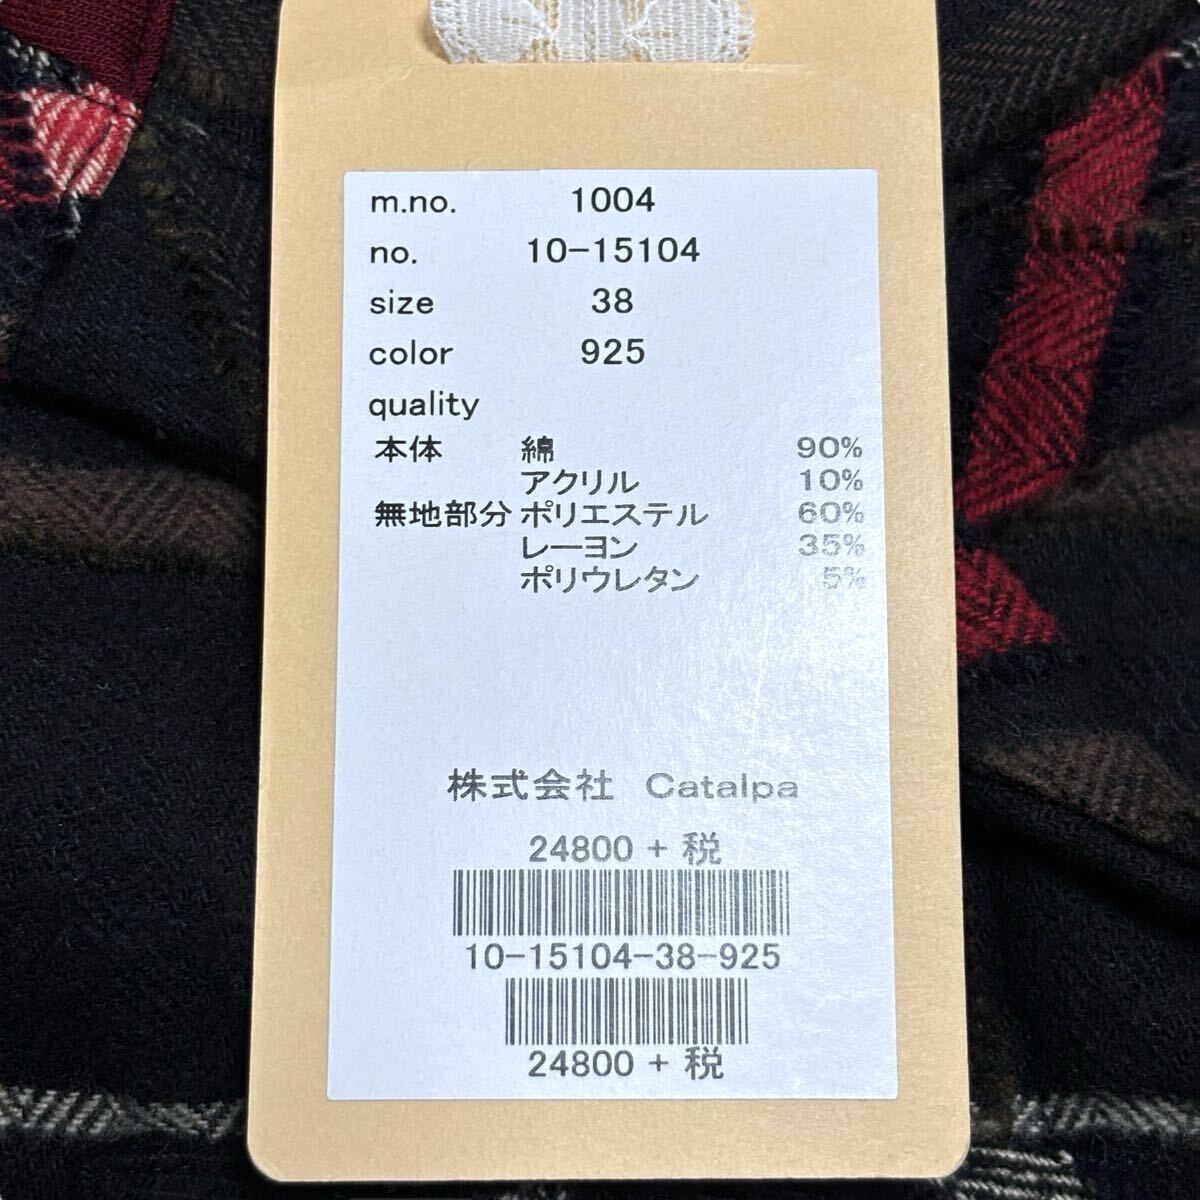 m.no. 1004
no. 10-15104
size 38
color 925
quality
本体 綿 90%
アクリル 10%
無地部分 ポリエステル 60%
レーヨン 35%
ポリウレタン 5%
株式会社 Catalpa
24800 + 税
10-15104-38-925
24800 + 税